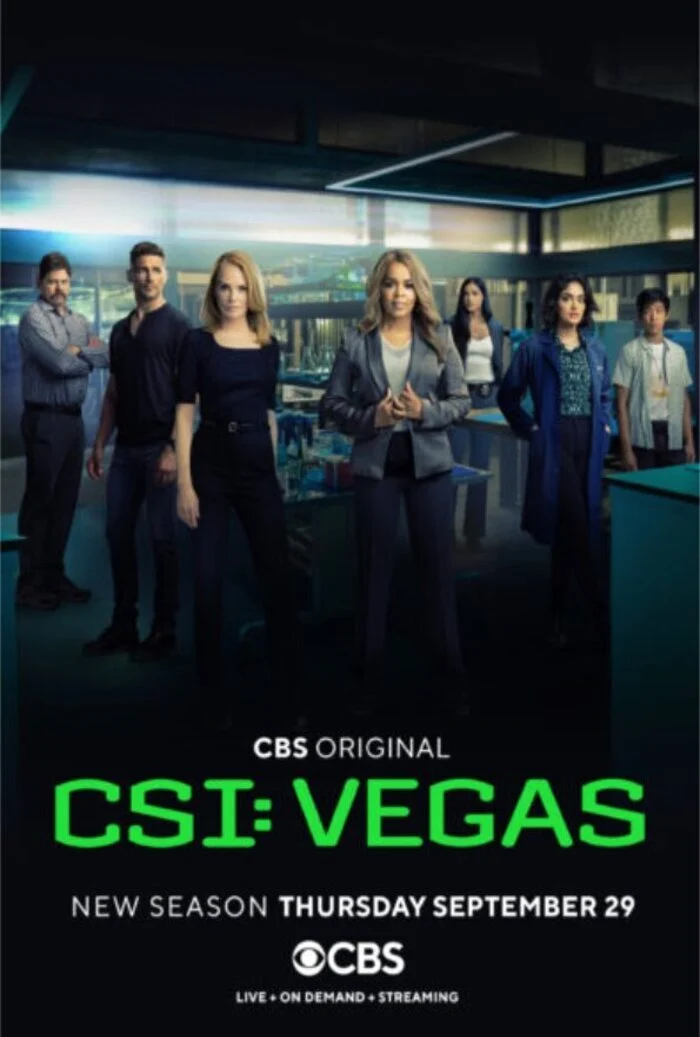 CBS ORIGINAL
CSI: VEGAS
NEW SEASON THURSDAY SEPTEMBER 29
CBS
LIVE + ON DEMAND + STREAMING